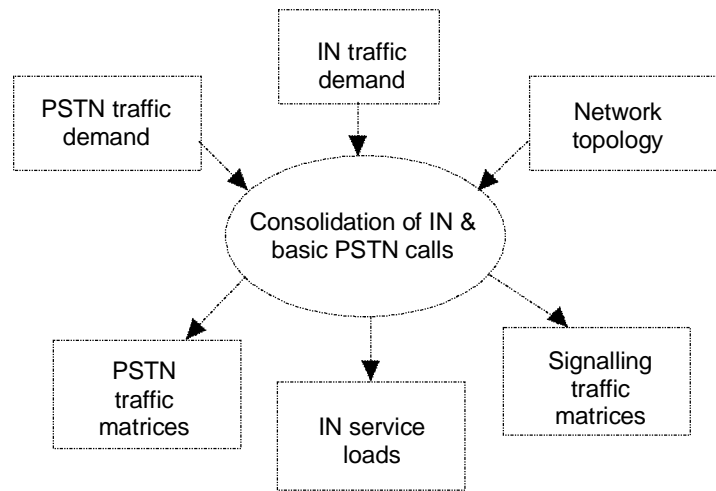 IN traffic
demand
PSTN traffic
demand
Network
topology
Consolidation of IN &
basic PSTN calls
PSTN
traffic
matrices
IN service
loads
Signalling
traffic
matrices